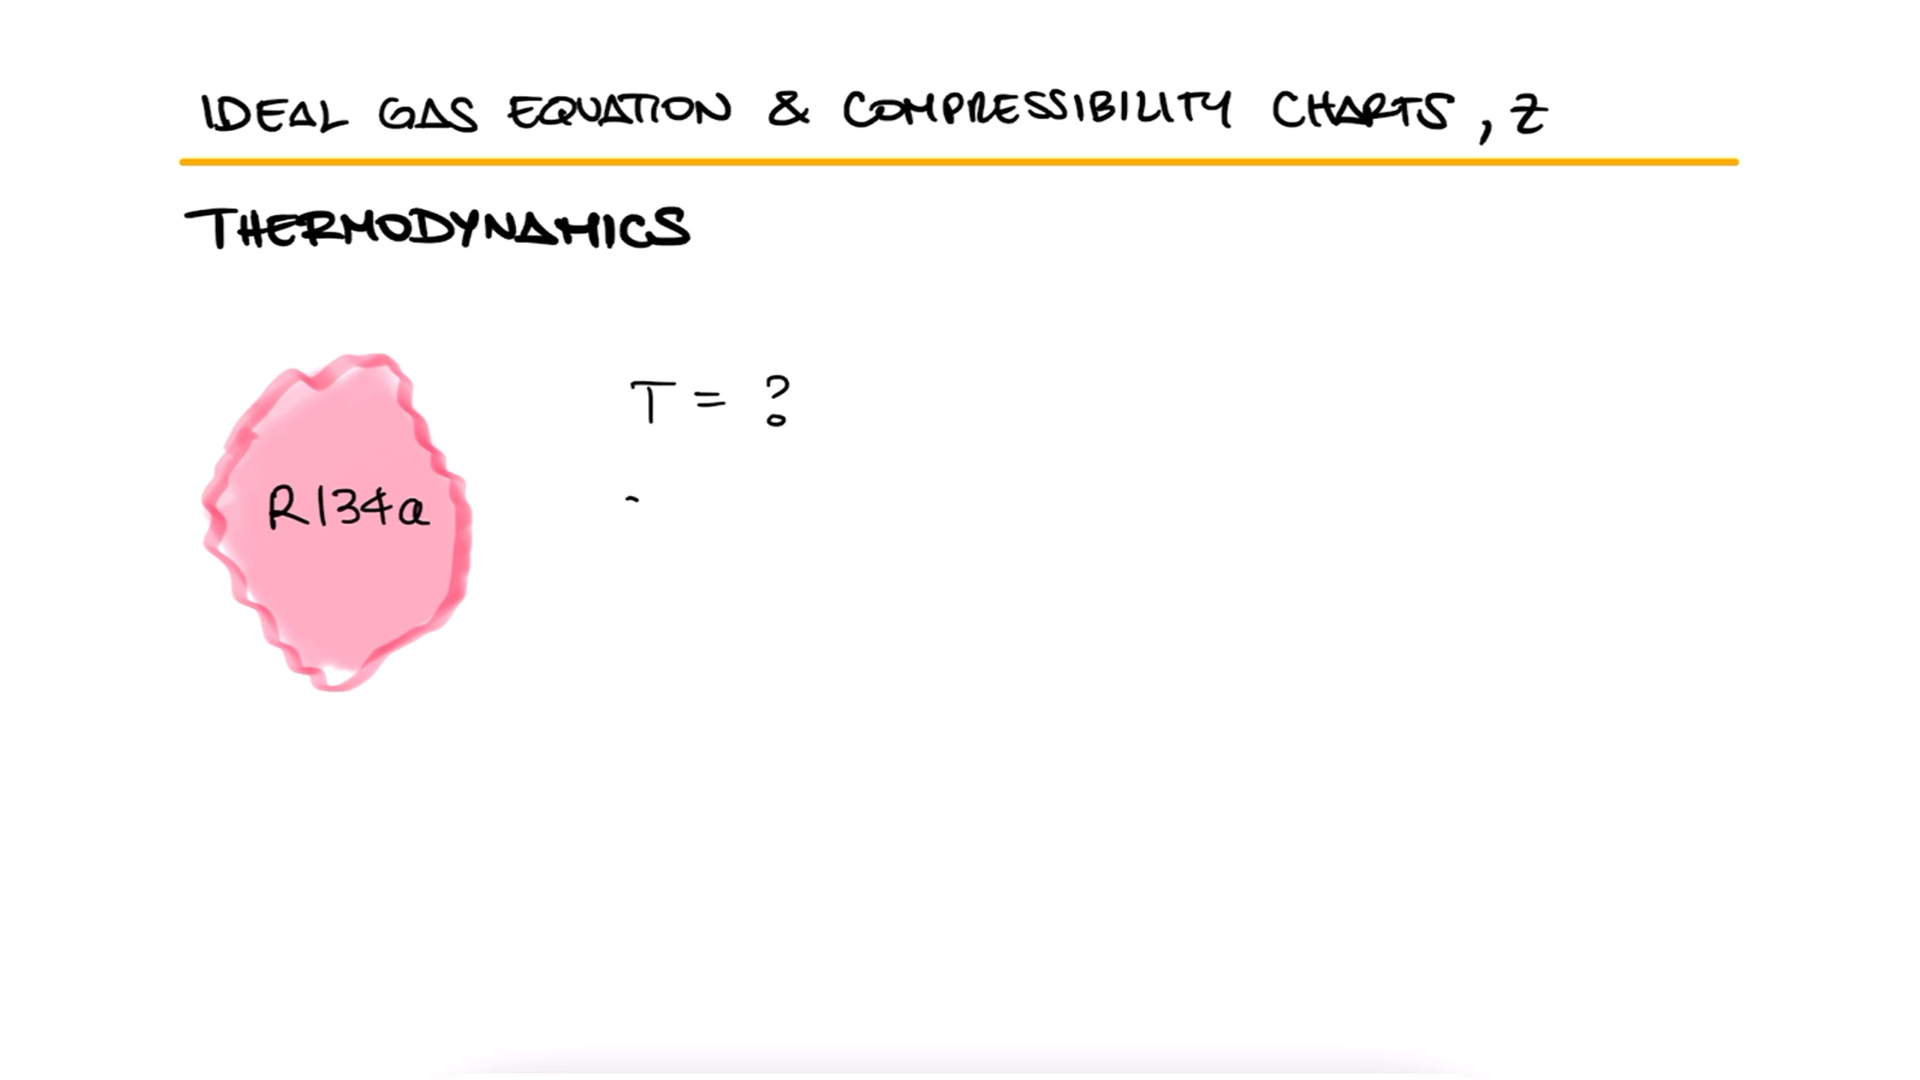 IDEAL GAS EQUATION & COMPRESSIBILITY CHARTS, Z
THERMODYNAMICS
T = ?
R134a